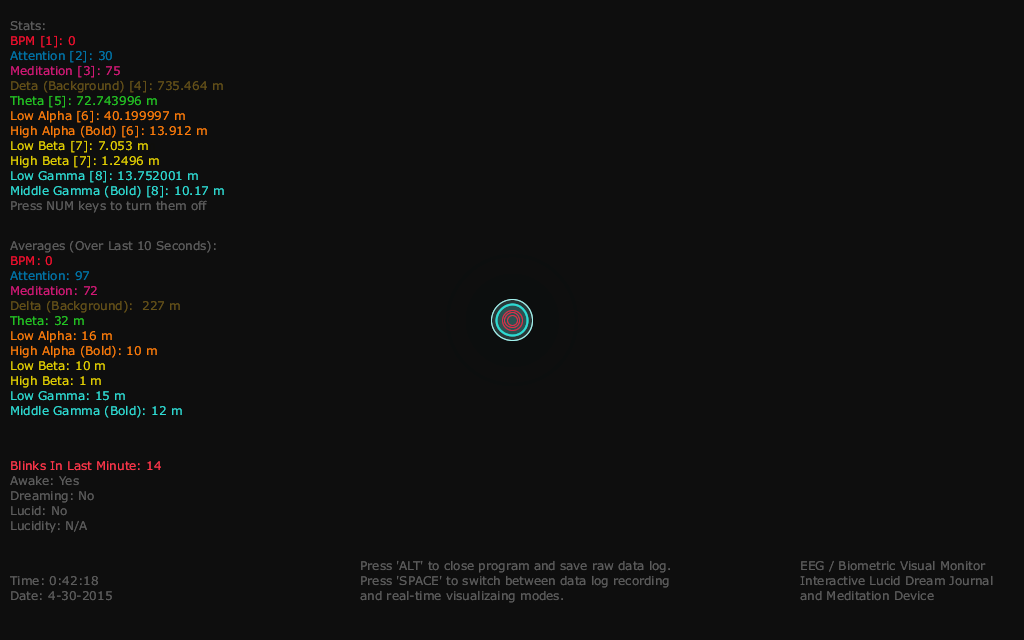 Stats:
BPM [1]: 0
Attention [2]: 30
Meditation [3]: 75
Deta (Background) [4]: 735.464 m
Theta [5]: 72.743996 m
Low Alpha [6]: 40.199997 m
High Alpha (Bold) [6]: 13.912 m
Low Beta [7]: 7.053 m
High Beta [7]: 1.2496 m
Low Gamma [8]: 13.752001 m
Middle Gamma (Bold) [8]: 10.17 m
Press NUM keys to turn them off
Averages (Over Last 10 Seconds):
BPM: 0
Attention: 97
Meditation: 72
Delta (Background):  227 m
Theta: 32 m
Low Alpha: 16 m
High Alpha (Bold): 10 m
Low Beta: 10 m
High Beta: 1 m
Low Gamma: 15 m
Middle Gamma (Bold): 12 m
Blinks In Last Minute: 14
Awake: Yes
Dreaming: No
Lucid: No
Lucidity: N/A
Time: 0:42:18
Date: 4-30-2015
Press 'ALT' to close program and save raw data log.
Press 'SPACE' to switch between data log recording
and real-time visualizaing modes.
EEG / Biometric Visual Monitor
Interactive Lucid Dream Journal
and Meditation Device